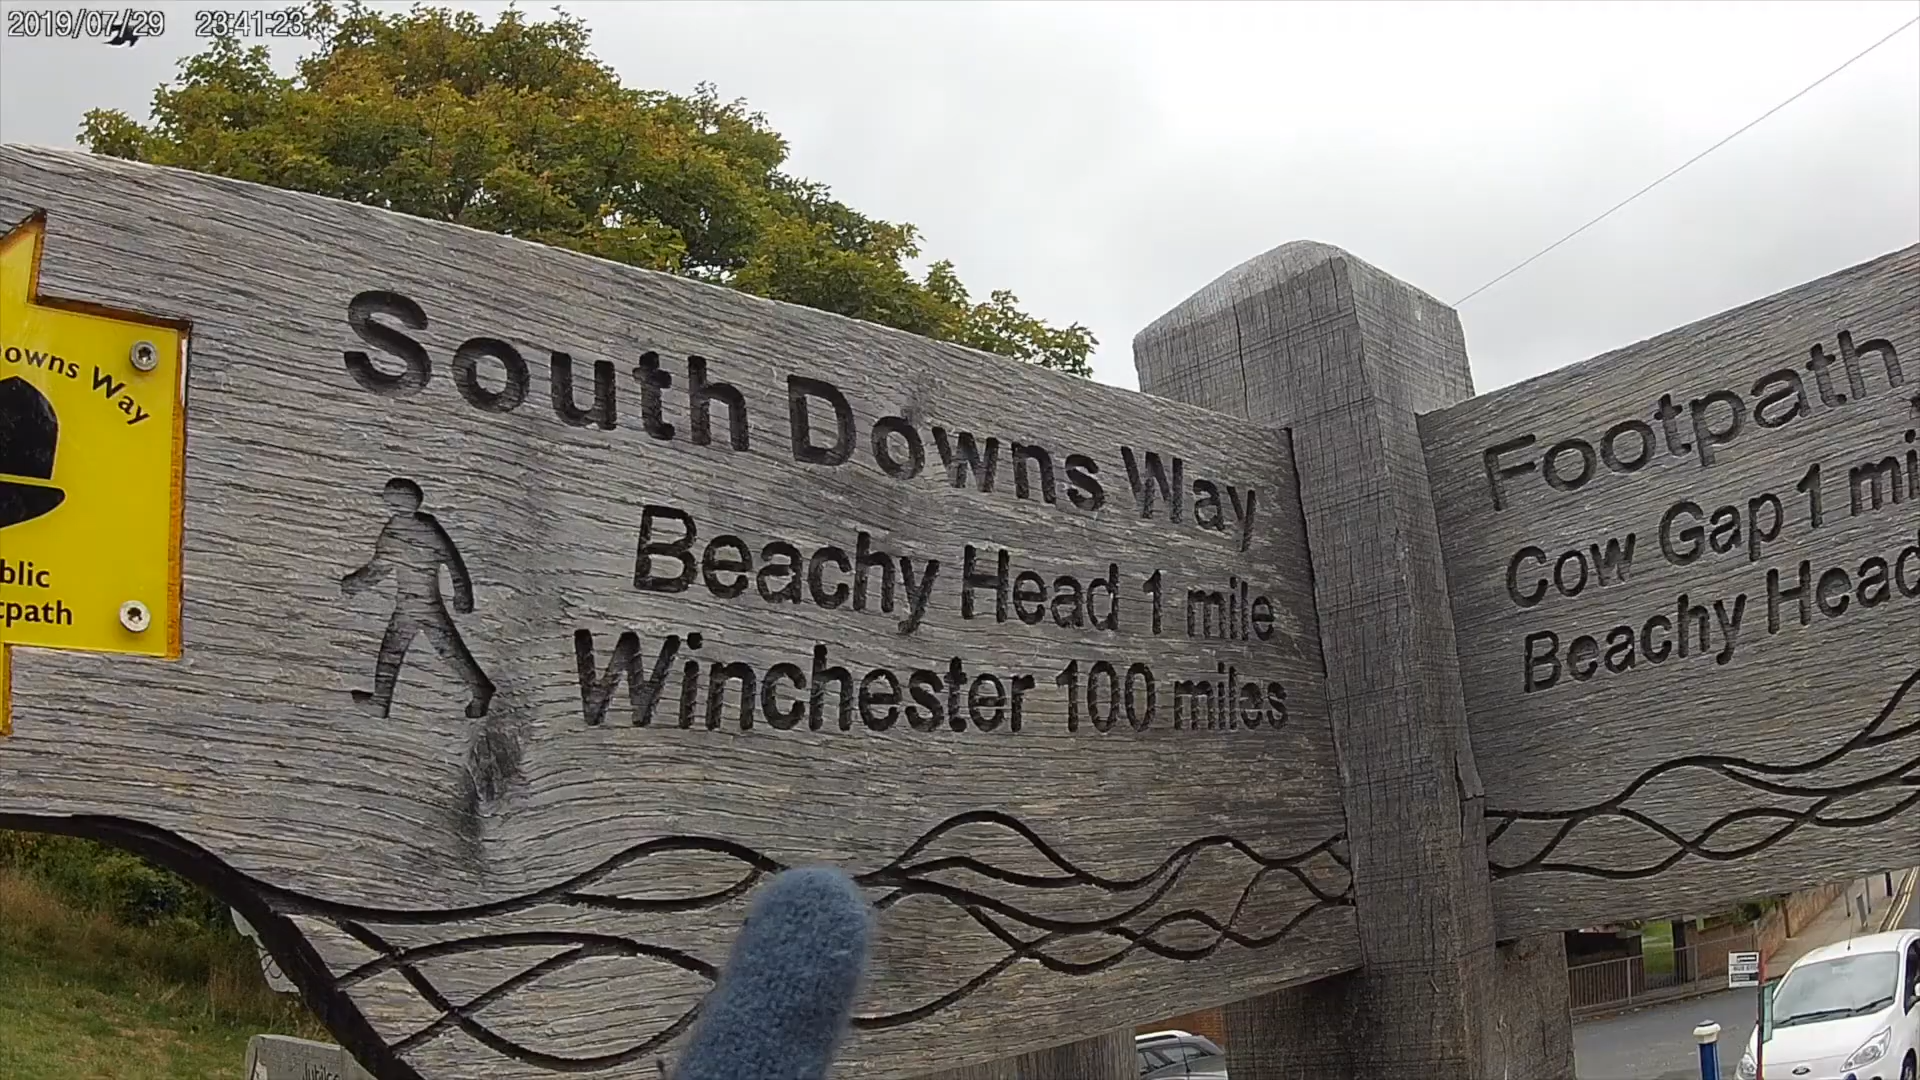 2019/07/29 23:41:23
owns Way
blic
tpath
South Downs Way
Beachy Head 1 mile
Winchester 100 miles
Footpath
Cow Gap 1 mi
Beachy Head